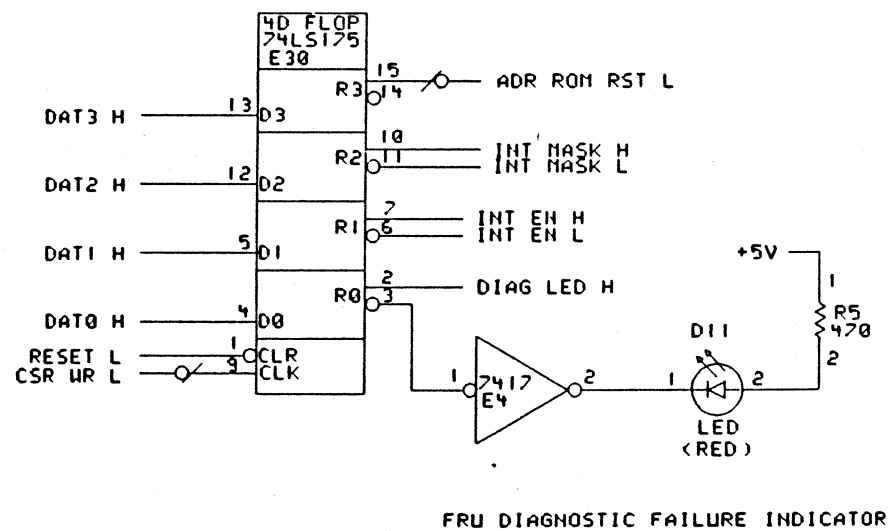 4D FLOP
74LS175
E30
R3
15
14
ADR ROM RST L
DAT3 H
13
D3
R2
10
11
INT MASK H
INT MASK L
DAT2 H
12
D2
R1
7
6
INT EN H
INT EN L
DAT1 H
5
D1
+5V
1
R0
2
3
DIAG LED H
R5
470
DAT0 H
4
D0
D11
2
RESET L
1
CLR
CSR WR L
9
CLK
1
7417
E4
2
1
2
LED
(RED)
FRU DIAGNOSTIC FAILURE INDICATOR